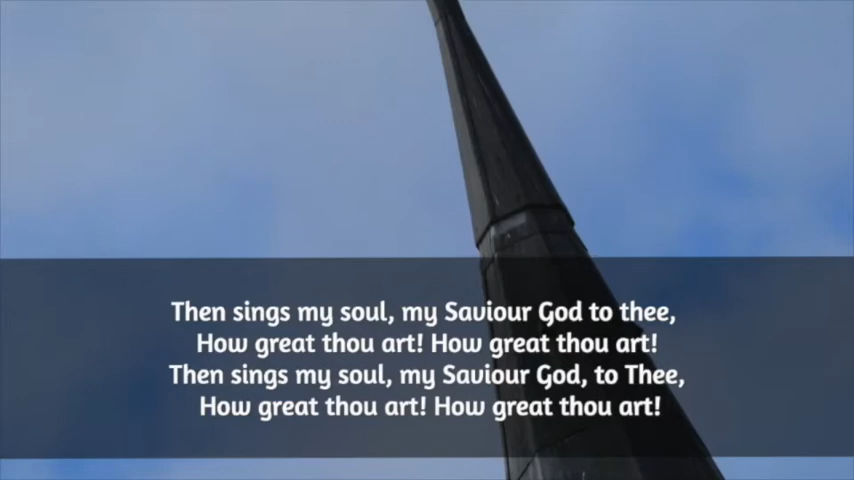 Then sings my soul, my Saviour God to thee,
How great thou art! How great thou art!
Then sings my soul, my Saviour God, to Thee,
How great thou art! How great thou art!